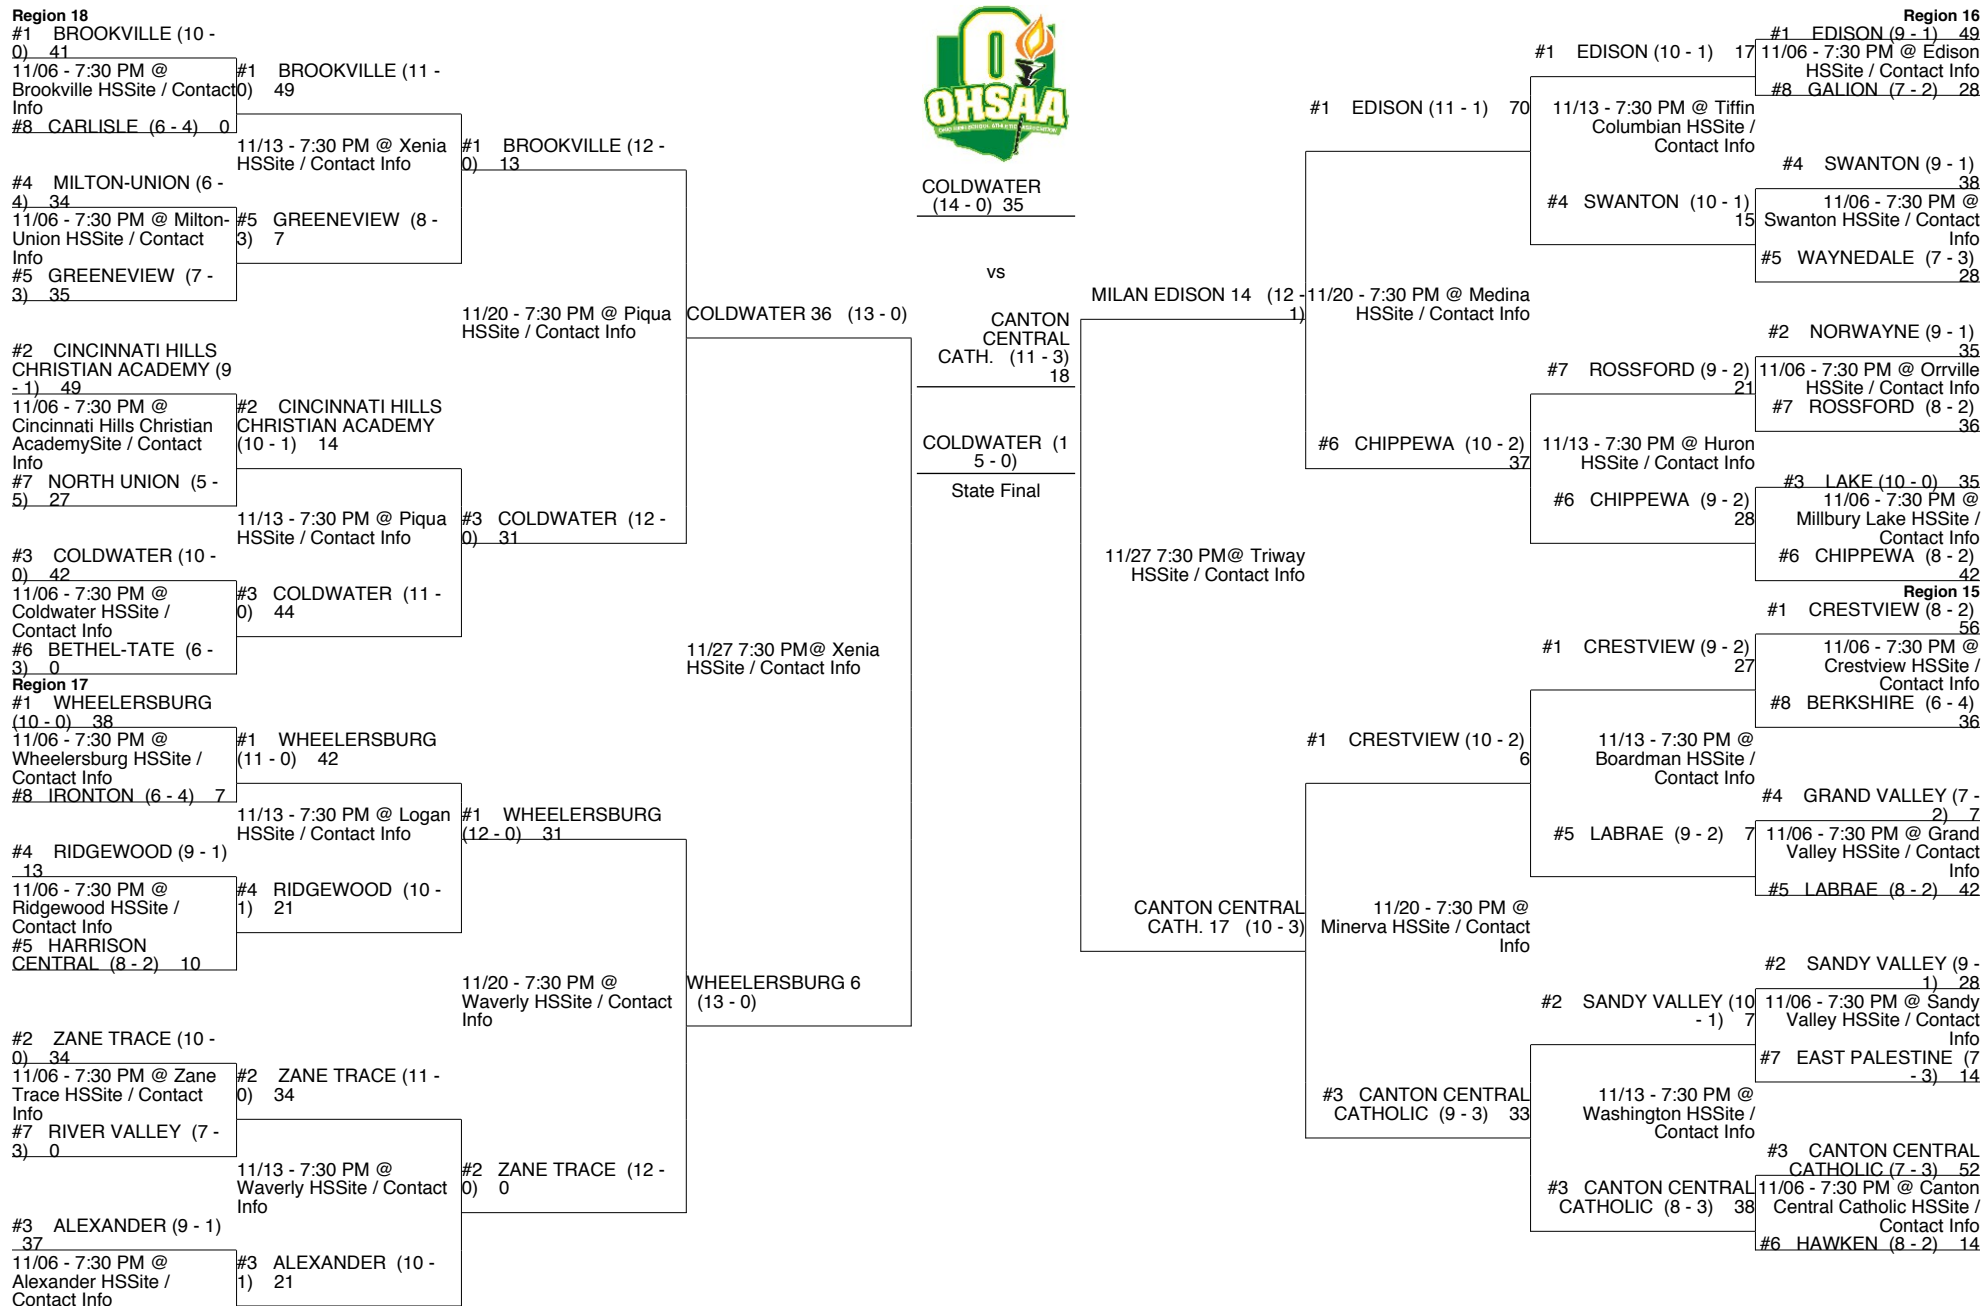 Region 18
#1 BROOKVILLE (10 -
0) 41
11/06 - 7:30 PM @
Brookville HSSite / Contact
Info
#8 CARLISLE (6 - 4) 0
#4 MILTON-UNION (6 -
4) 34
11/06 - 7:30 PM @ Milton-
Union HSSite / Contact
Info
#5 GREENEVIEW (7 -
3) 35
#2 CINCINNATI HILLS
CHRISTIAN ACADEMY (9
- 1) 49
11/06 - 7:30 PM @
Cincinnati Hills Christian
AcademySite / Contact
Info
#7 NORTH UNION (5 -
5) 27
#3 COLDWATER (10 -
0) 42
11/06 - 7:30 PM @
Coldwater HSSite /
Contact Info
#6 BETHEL-TATE (6 -
3) 0
Region 17
#1 WHEELERSBURG
(10 - 0) 38
11/06 - 7:30 PM @
Wheelersburg HSSite /
Contact Info
#8 IRONTON (6 - 4) 7
#4 RIDGEWOOD (9 - 1)
13
11/06 - 7:30 PM @
Ridgewood HSSite /
Contact Info
#5 HARRISON
CENTRAL (8 - 2) 10
#2 ZANE TRACE (10 -
0) 34
11/06 - 7:30 PM @ Zane
Trace HSSite / Contact
Info
#7 RIVER VALLEY (7 -
3) 0
#3 ALEXANDER (9 - 1)
37
11/06 - 7:30 PM @
Alexander HSSite /
Contact Info
#1 BROOKVILLE (11 -
0) 49
11/13 - 7:30 PM @ Xenia
HSSite / Contact Info
#5 GREENEVIEW (8 -
3) 7
#2 CINCINNATI HILLS
CHRISTIAN ACADEMY
(10 - 1) 14
11/13 - 7:30 PM @ Piqua
HSSite / Contact Info
#3 COLDWATER (11 -
0) 44
#1 WHEELERSBURG
(11 - 0) 42
11/13 - 7:30 PM @ Logan
HSSite / Contact Info
#4 RIDGEWOOD (10 -
1) 21
#2 ZANE TRACE (11 -
0) 34
11/13 - 7:30 PM @
Waverly HSSite / Contact
Info
#3 ALEXANDER (10 -
1) 21
#1 BROOKVILLE (12 -
0) 13
11/20 - 7:30 PM @ Piqua
HSSite / Contact Info
#3 COLDWATER (12 -
0) 31
#1 WHEELERSBURG
(12 - 0) 31
11/20 - 7:30 PM @
Waverly HSSite / Contact
Info
#2 ZANE TRACE (12 -
0) 0
COLDWATER 36 (13 - 0)
11/27 7:30 PM@ Xenia
HSSite / Contact Info
WHEELERSBURG 6
(13 - 0)
OHSAA
COLDWATER
(14 - 0) 35
vs
CANTON
CENTRAL
CATH. (11 - 3)
18
COLDWATER (1
5 - 0)
State Final
MILAN EDISON 14 (12 -
1)
11/27 7:30 PM@ Triway
HSSite / Contact Info
CANTON CENTRAL
CATH. 17 (10 - 3)
#1 EDISON (11 - 1) 70
11/20 - 7:30 PM @ Medina
HSSite / Contact Info
#6 CHIPPEWA (10 - 2)
37
#1 CRESTVIEW (10 - 2)
6
11/20 - 7:30 PM @
Minerva HSSite / Contact
Info
#3 CANTON CENTRAL
CATHOLIC (9 - 3) 33
#1 EDISON (10 - 1) 17
11/13 - 7:30 PM @ Tiffin
Columbian HSSite /
Contact Info
#4 SWANTON (10 - 1)
15
#7 ROSSFORD (9 - 2)
21
11/13 - 7:30 PM @ Huron
HSSite / Contact Info
#6 CHIPPEWA (9 - 2)
28
#1 CRESTVIEW (9 - 2)
27
11/13 - 7:30 PM @
Boardman HSSite /
Contact Info
#5 LABRAE (9 - 2) 7
#2 SANDY VALLEY (10
- 1) 7
11/13 - 7:30 PM @
Washington HSSite /
Contact Info
#3 CANTON CENTRAL
CATHOLIC (8 - 3) 38
Region 16
#1 EDISON (9 - 1) 49
11/06 - 7:30 PM @ Edison
HSSite / Contact Info
#8 GALION (7 - 2) 28
#4 SWANTON (9 - 1)
38
11/06 - 7:30 PM @
Swanton HSSite / Contact
Info
#5 WAYNEDALE (7 - 3)
28
#2 NORWAYNE (9 - 1)
35
11/06 - 7:30 PM @ Orrville
HSSite / Contact Info
#7 ROSSFORD (8 - 2)
36
#3 LAKE (10 - 0) 35
11/06 - 7:30 PM @
Millbury Lake HSSite /
Contact Info
#6 CHIPPEWA (8 - 2)
42
Region 15
#1 CRESTVIEW (8 - 2)
56
11/06 - 7:30 PM @
Crestview HSSite /
Contact Info
#8 BERKSHIRE (6 - 4)
36
#4 GRAND VALLEY (7 -
2) 7
11/06 - 7:30 PM @ Grand
Valley HSSite / Contact
Info
#5 LABRAE (8 - 2) 42
#2 SANDY VALLEY (9 -
1) 28
11/06 - 7:30 PM @ Sandy
Valley HSSite / Contact
Info
#7 EAST PALESTINE (7
- 3) 14
#3 CANTON CENTRAL
CATHOLIC (7 - 3) 52
11/06 - 7:30 PM @ Canton
Central Catholic HSSite /
Contact Info
#6 HAWKEN (8 - 2) 14